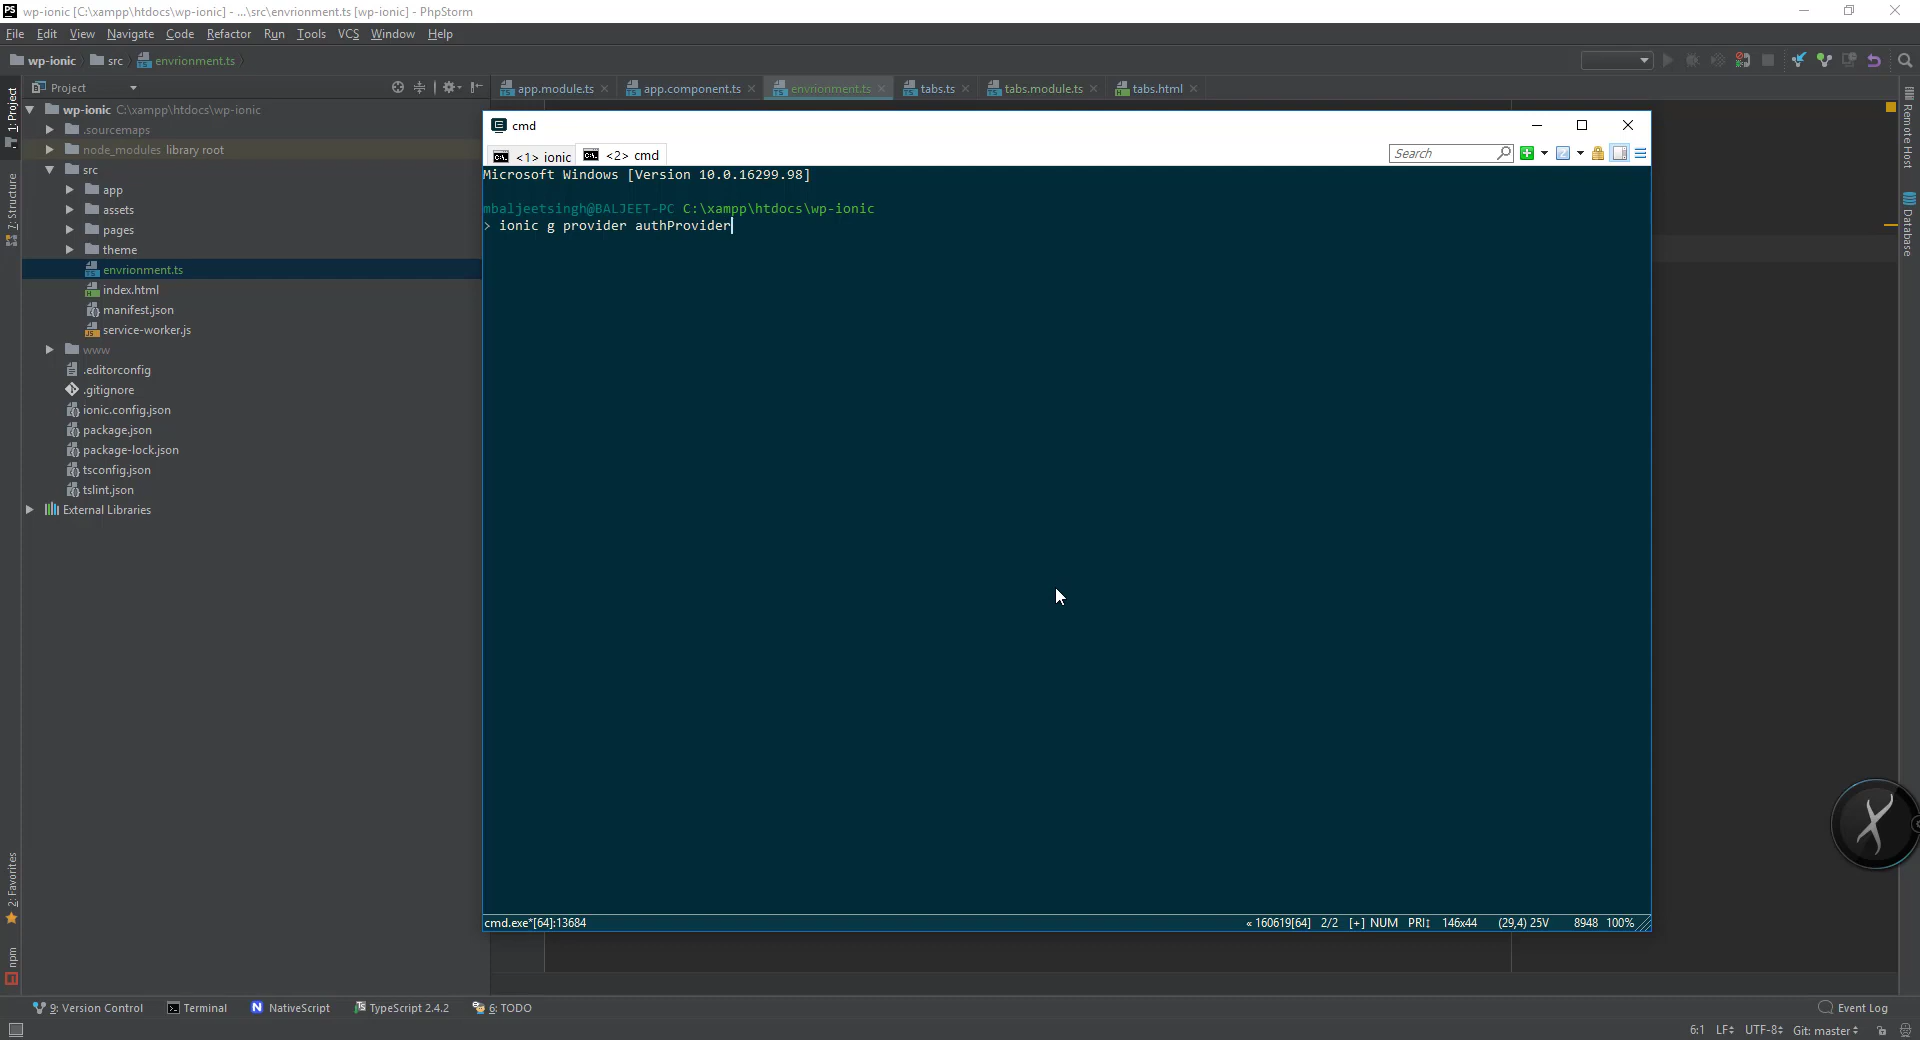 wp-ionic [C:\xampp\htdocs\wp-ionic] - ...\src\envrionment.ts [wp-ionic] - PhpStorm
File Edit View Navigate Code Refactor Run Tools VCS Window Help
wp-ionic src envrionment.ts
Project
app.module.ts app.component.ts envrionment.ts tabs.ts tabs.module.ts tabs.html
1: Project
7: Structure
2: Favorites
npm
wp-ionic C:\xampp\htdocs\wp-ionic
.sourcemaps
node_modules library root
src
app
assets
pages
theme
envrionment.ts
index.html
manifest.json
service-worker.js
www
.editorconfig
.gitignore
ionic.config.json
package.json
package-lock.json
tsconfig.json
tslint.json
External Libraries
cmd
<1> ionic <2> cmd
Search
Microsoft Windows [Version 10.0.16299.98]
mbaljeetsingh@BALJEET-PC C:\xampp\htdocs\wp-ionic
> ionic g provider authProvider
cmd.exe*[64]:13684 « 160619[64] 2/2 [+] NUM PRI↕ 146x44 (29,4) 25V 8948 100%
Remote Host
Database
9: Version Control Terminal NativeScript TypeScript 2.4.2 6: TODO Event Log
6:1 LF÷ UTF-8÷ Git: master÷